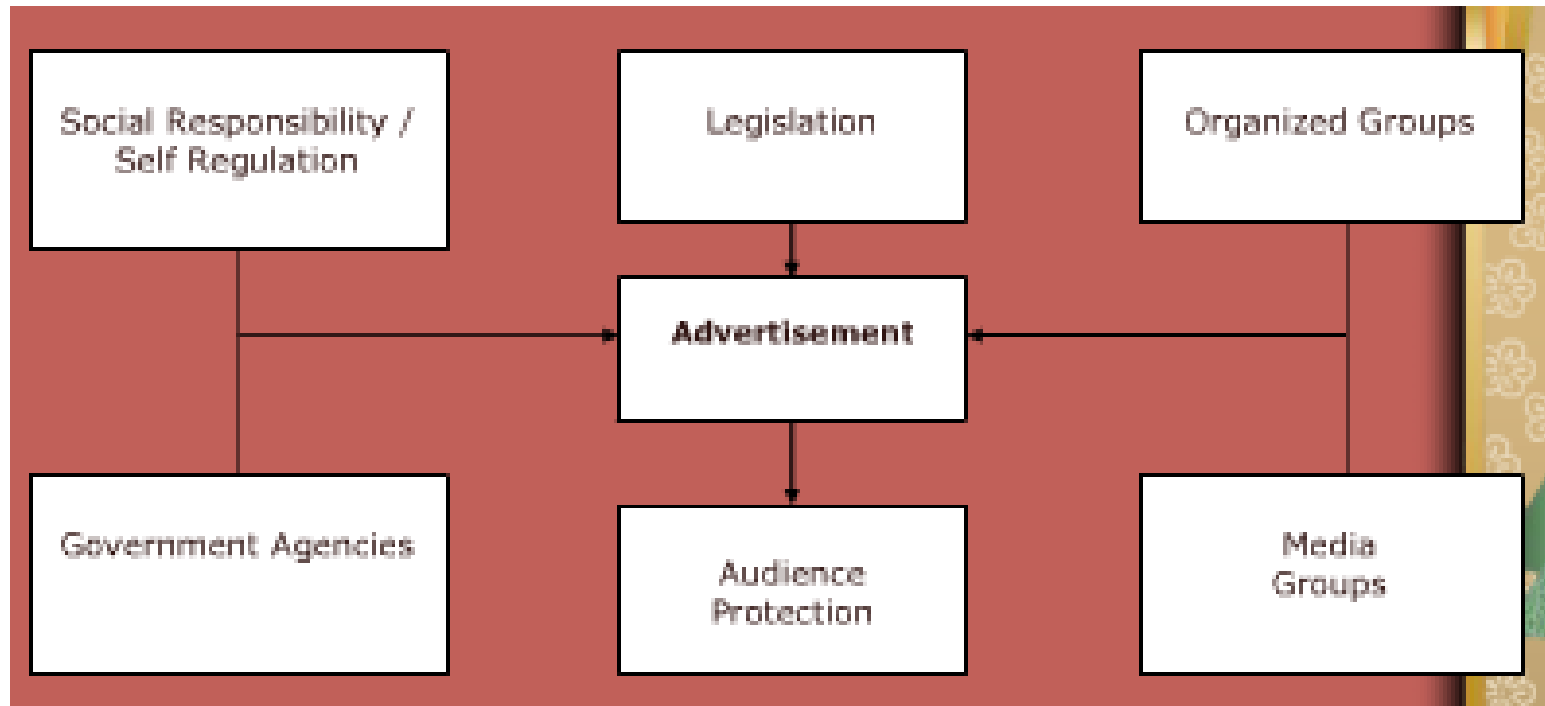 Social Responsibility /
Self Regulation
Legislation
Organized Groups
Advertisement
Government Agencies
Audience
Protection
Media
Groups